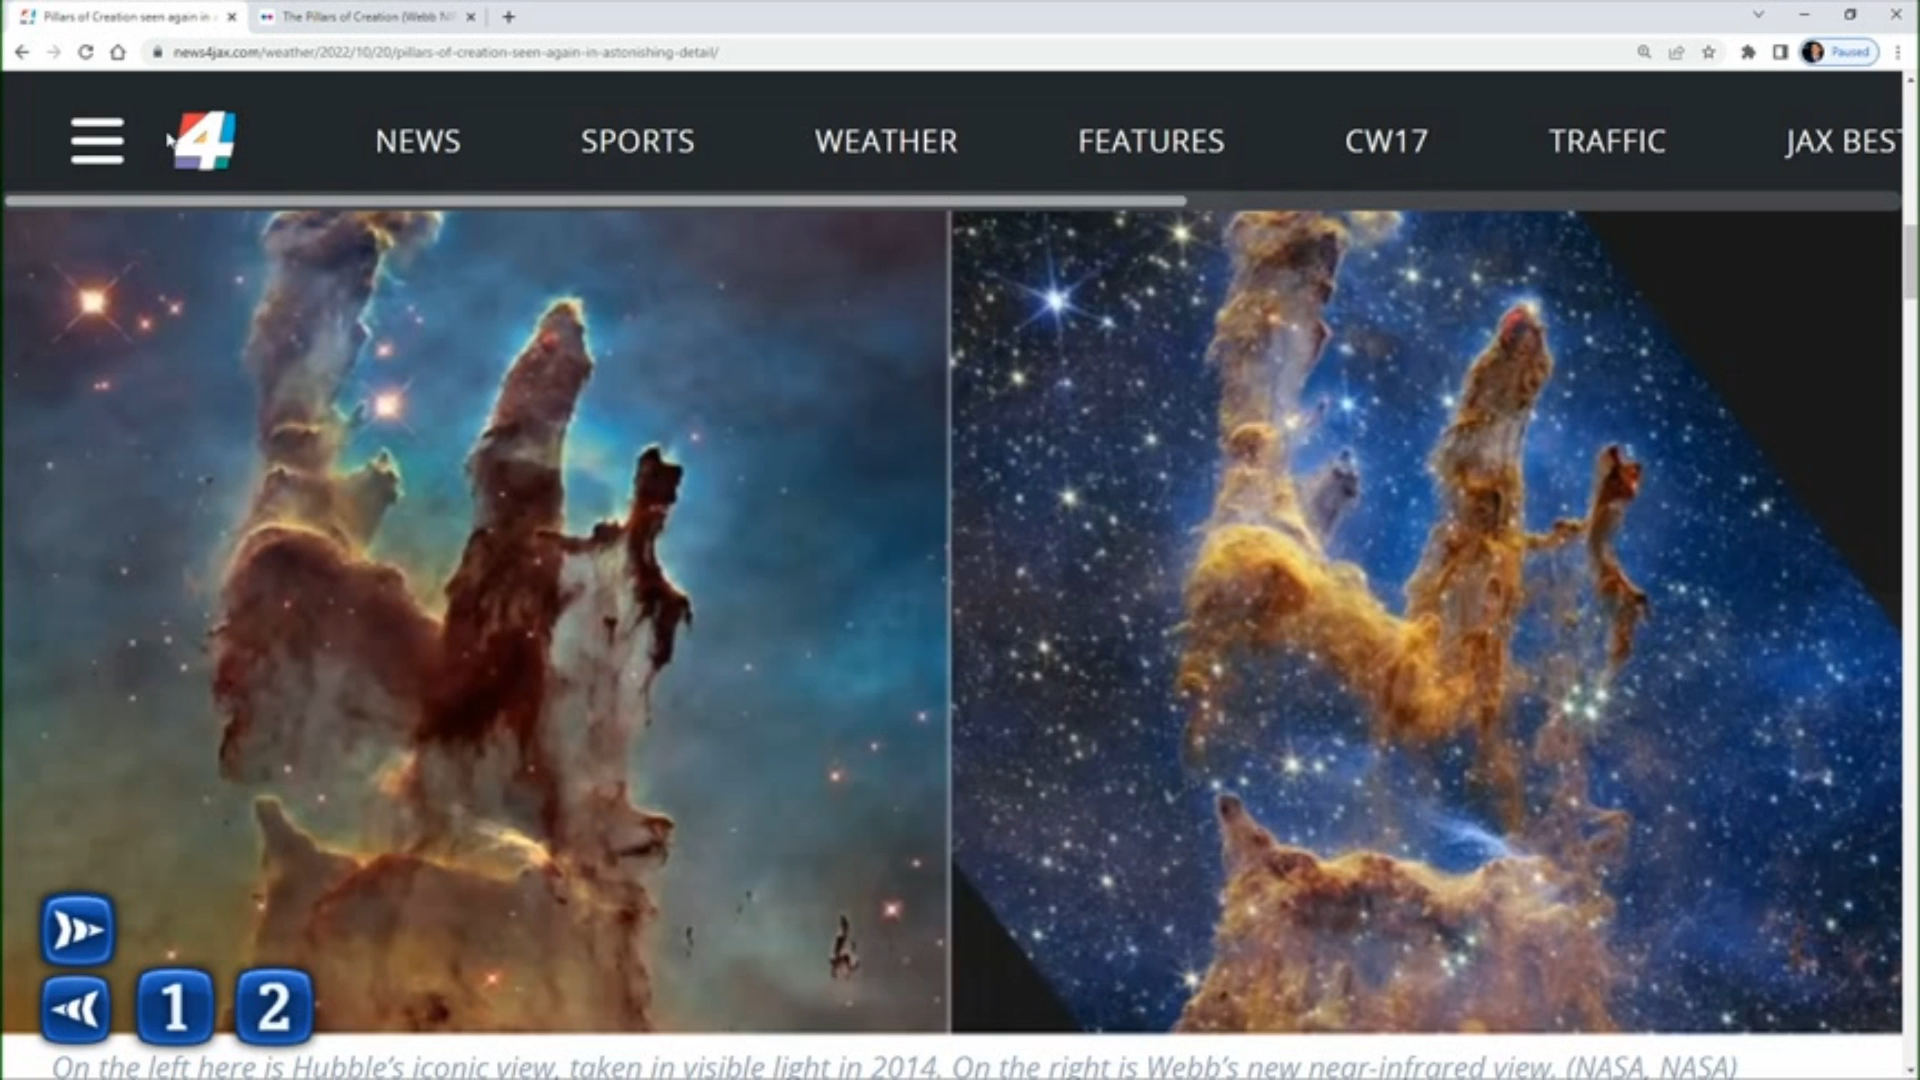 Pillars of Creation seen again in
The Pillars of Creation (Webb NI
news4jax.com/weather/2022/10/20/pillars-of-creation-seen-again-in-astonishing-detail/
Paused
4
NEWS
SPORTS
WEATHER
FEATURES
CW17
TRAFFIC
JAX BEST
1
2
On the left here is Hubble's iconic view, taken in visible light in 2014. On the right is Webb's new near-infrared view. (NASA, NASA)